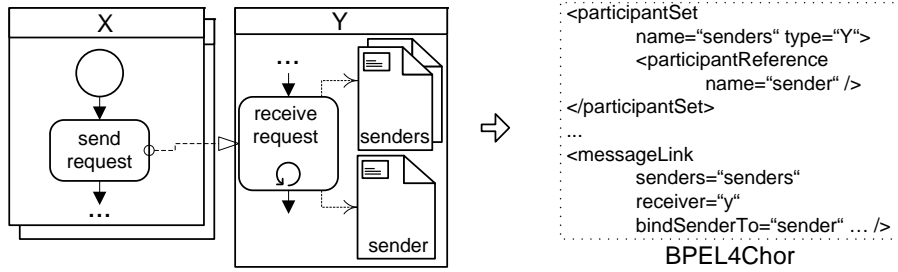 X
send
request
...
Y
...
receive
request
senders
sender
<participantSet
name=“senders“ type=“Y“>
<participantReference
name=“sender“ />
</participantSet>
...
<messageLink
senders=“senders“
receiver=“y“
bindSenderTo=“sender“ ... />
BPEL4Chor